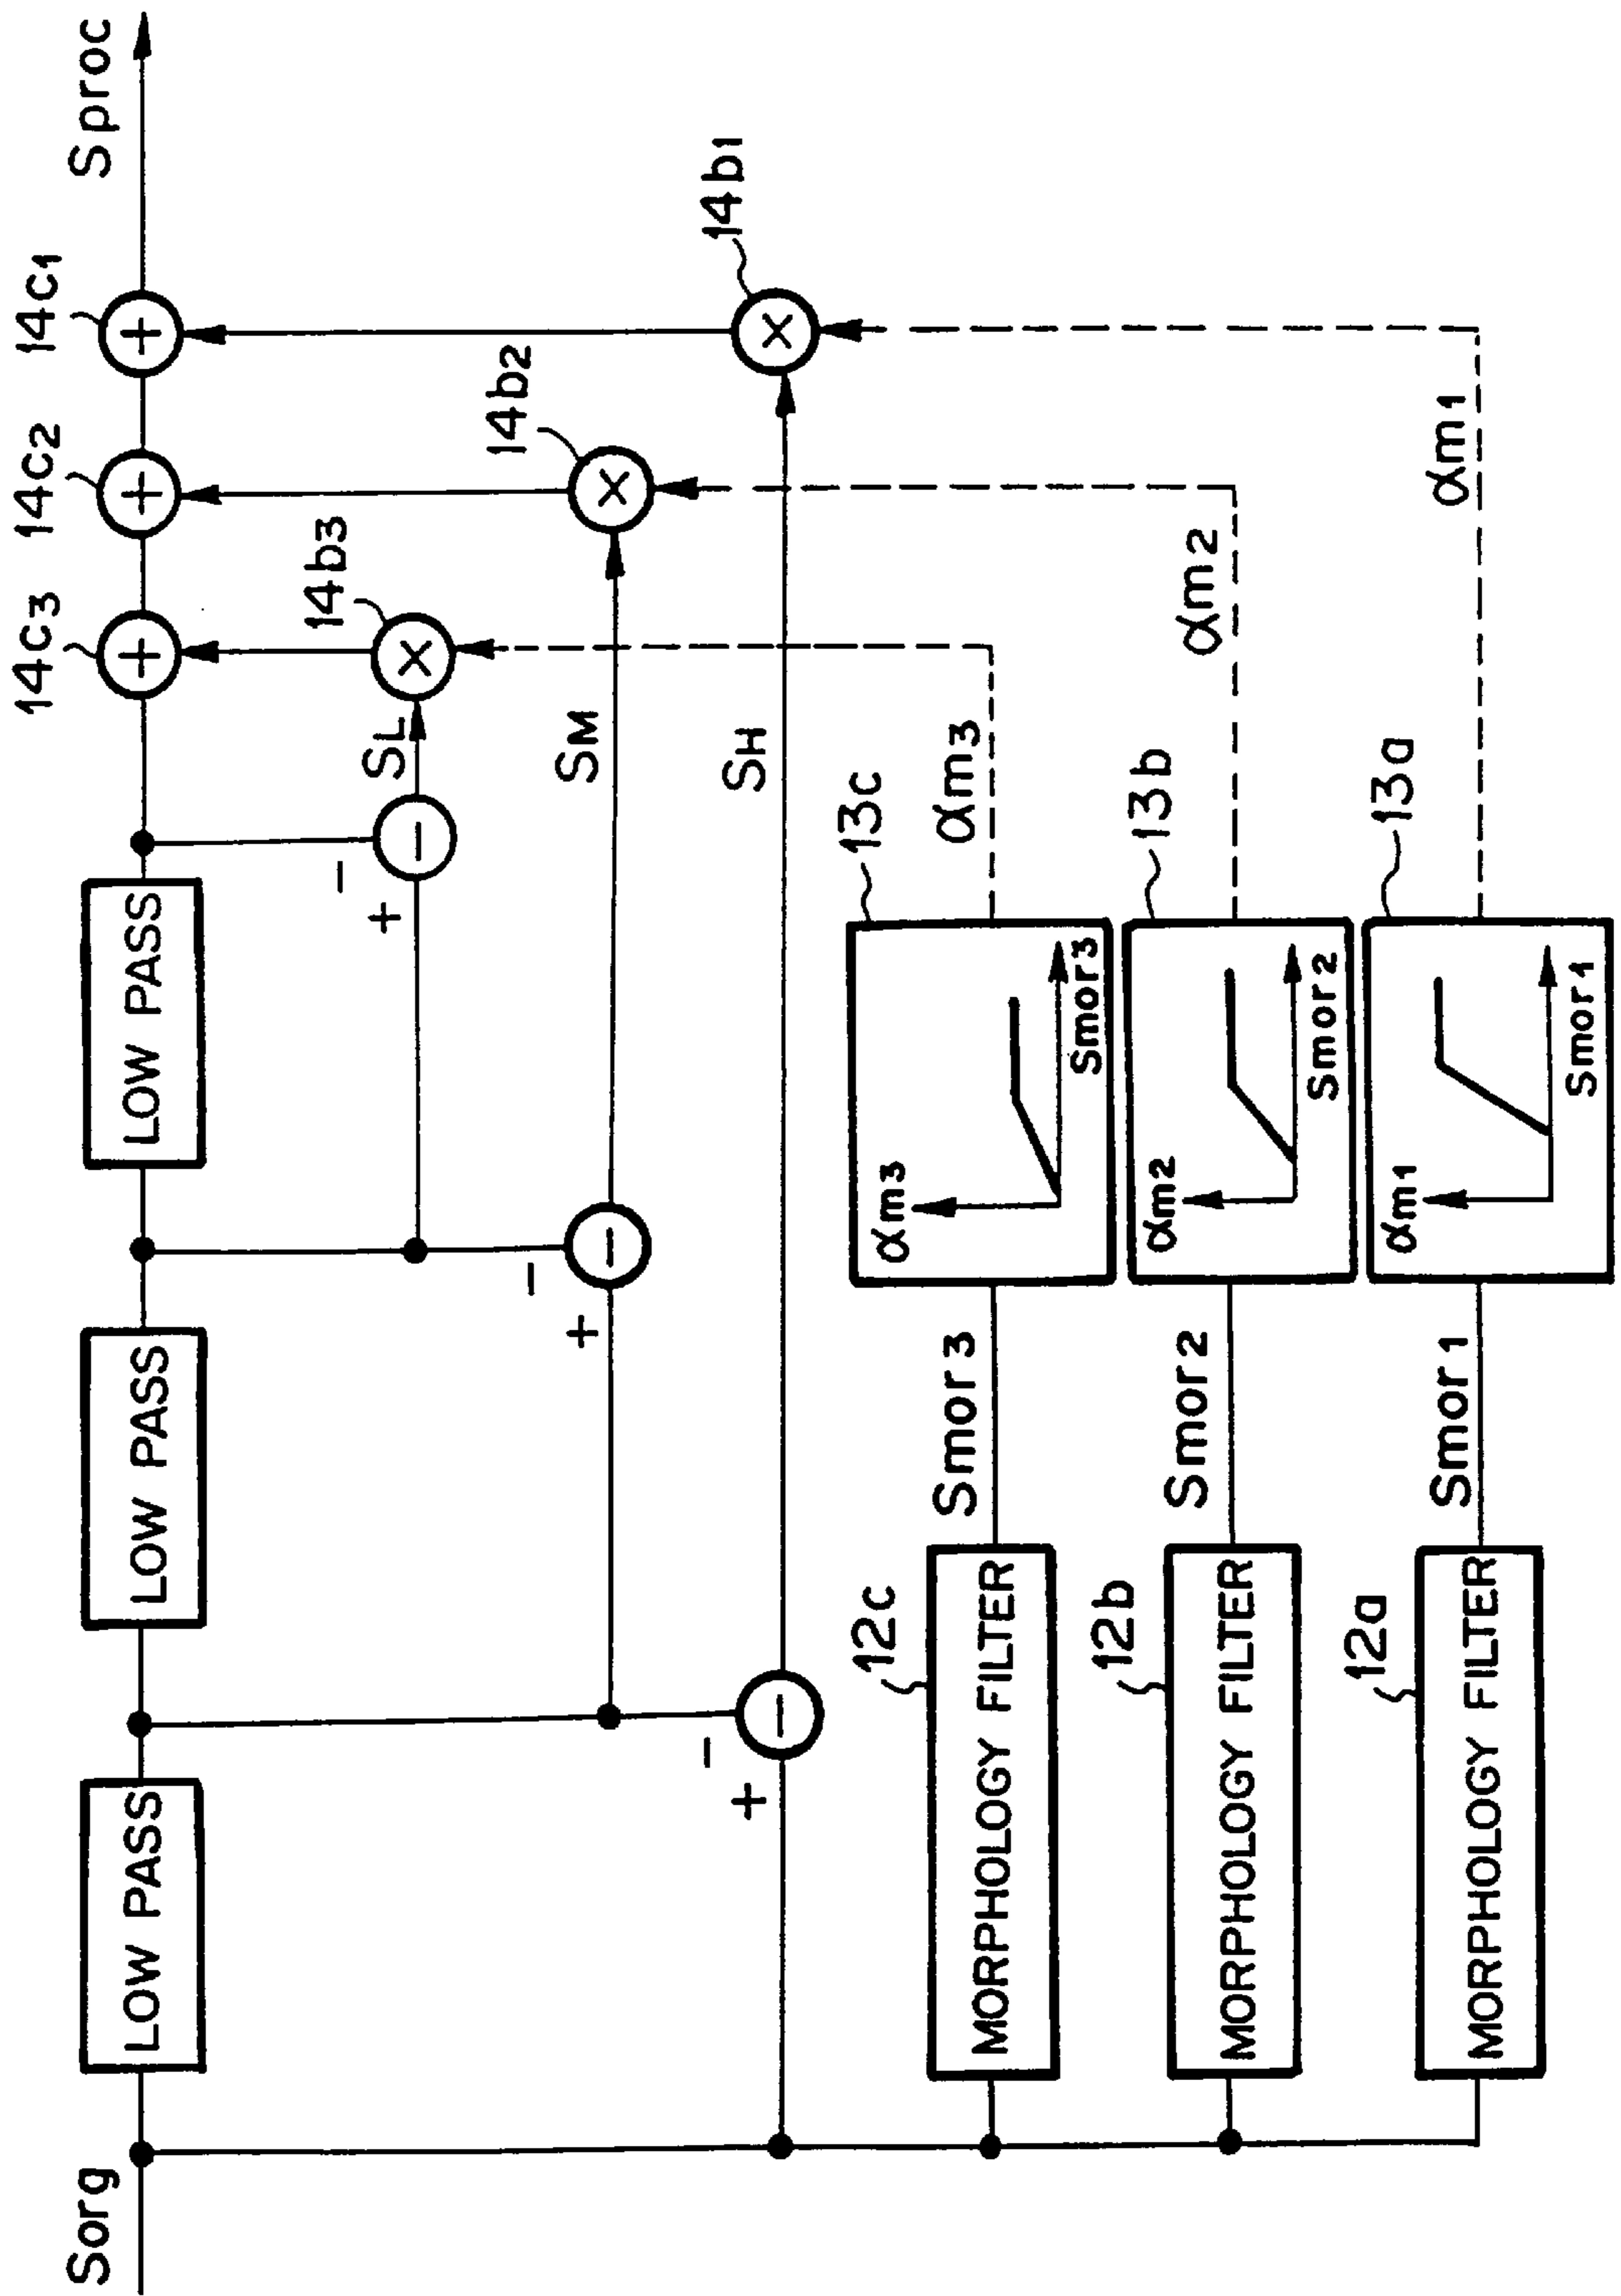 Sorg
LOW PASS
LOW PASS
LOW PASS
14c3
14c2
14c1
Sproc
+
+
+
-
+
-
SL
×
14b3
-
+
-
SM
×
14b2
-
+
-
SH
×
14b1
12c
MORPHOLOGY FILTER
Smor3
13c
αm3
Smor3
αm3
12b
MORPHOLOGY FILTER
Smor2
13b
αm2
Smor2
αm2
12a
MORPHOLOGY FILTER
Smor1
13a
αm1
Smor1
αm1